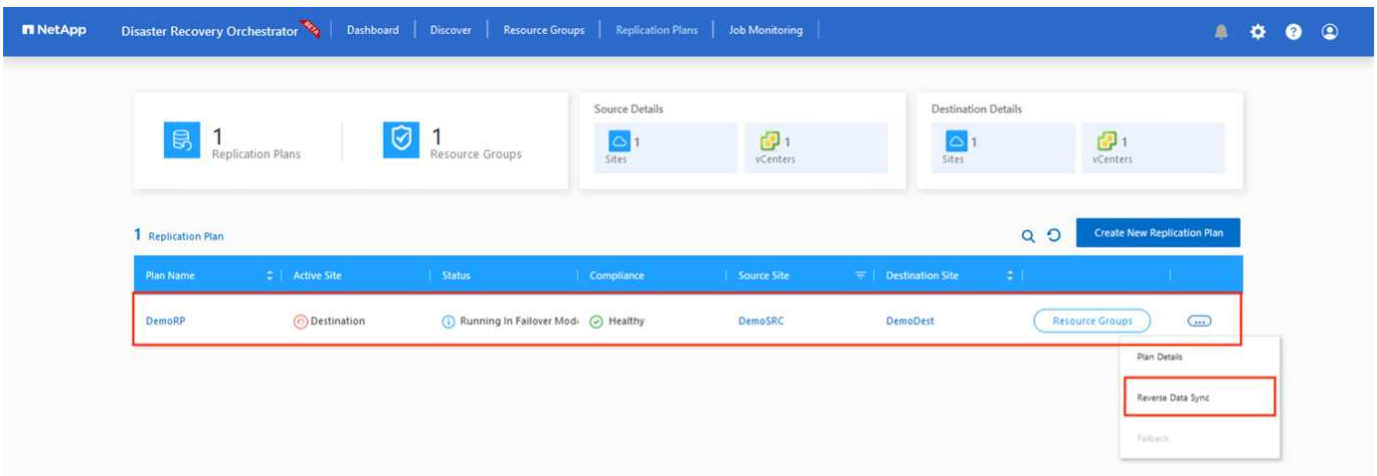 NetApp
Disaster Recovery Orchestrator BETA
Dashboard
Discover
Resource Groups
Replication Plans
Job Monitoring
1
Replication Plans
1
Resource Groups
Source Details
1
Sites
1
vCenters
Destination Details
1
Sites
1
vCenters
1 Replication Plan
Create New Replication Plan
Plan Name
Active Site
Status
Compliance
Source Site
Destination Site
DemoRP
Destination
Running In Failover Mod
Healthy
DemoSRC
DemoDest
Resource Groups
Plan Details
Reverse Data Sync
Failback